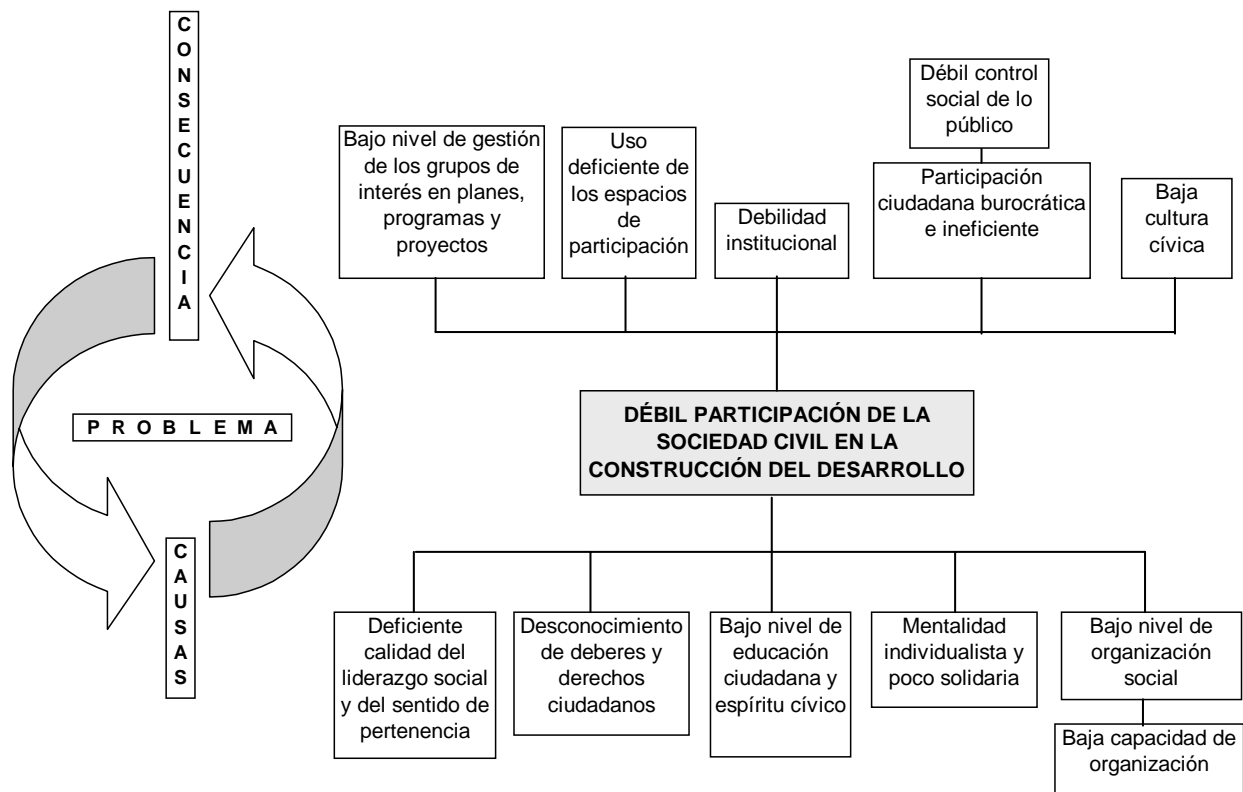 CONSECUENCIA
Débil control
social de lo
público
Bajo nivel de gestión
de los grupos de
interés en planes,
programas y
proyectos
Uso
deficiente de
los espacios
de
participación
Debilidad
institucional
Participación
ciudadana burocrática
e ineficiente
Baja
cultura
cívica
PROBLEMA
DÉBIL PARTICIPACIÓN DE LA
SOCIEDAD CIVIL EN LA
CONSTRUCCIÓN DEL DESARROLLO
CAUSAS
Deficiente
calidad del
liderazgo social
y del sentido de
pertenencia
Desconocimiento
de deberes y
derechos
ciudadanos
Bajo nivel de
educación
ciudadana y
espíritu cívico
Mentalidad
individualista y
poco solidaria
Bajo nivel de
organización
social
Baja capacidad de
organización